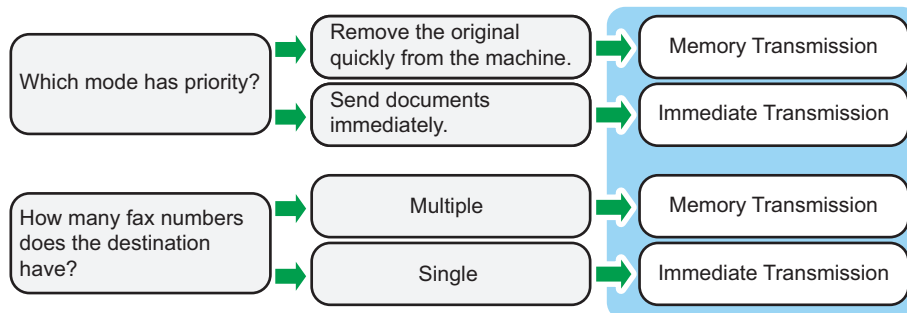 Which mode has priority?
Remove the original
quickly from the machine.
Memory Transmission
Send documents
immediately.
Immediate Transmission
How many fax numbers
does the destination
have?
Multiple
Memory Transmission
Single
Immediate Transmission